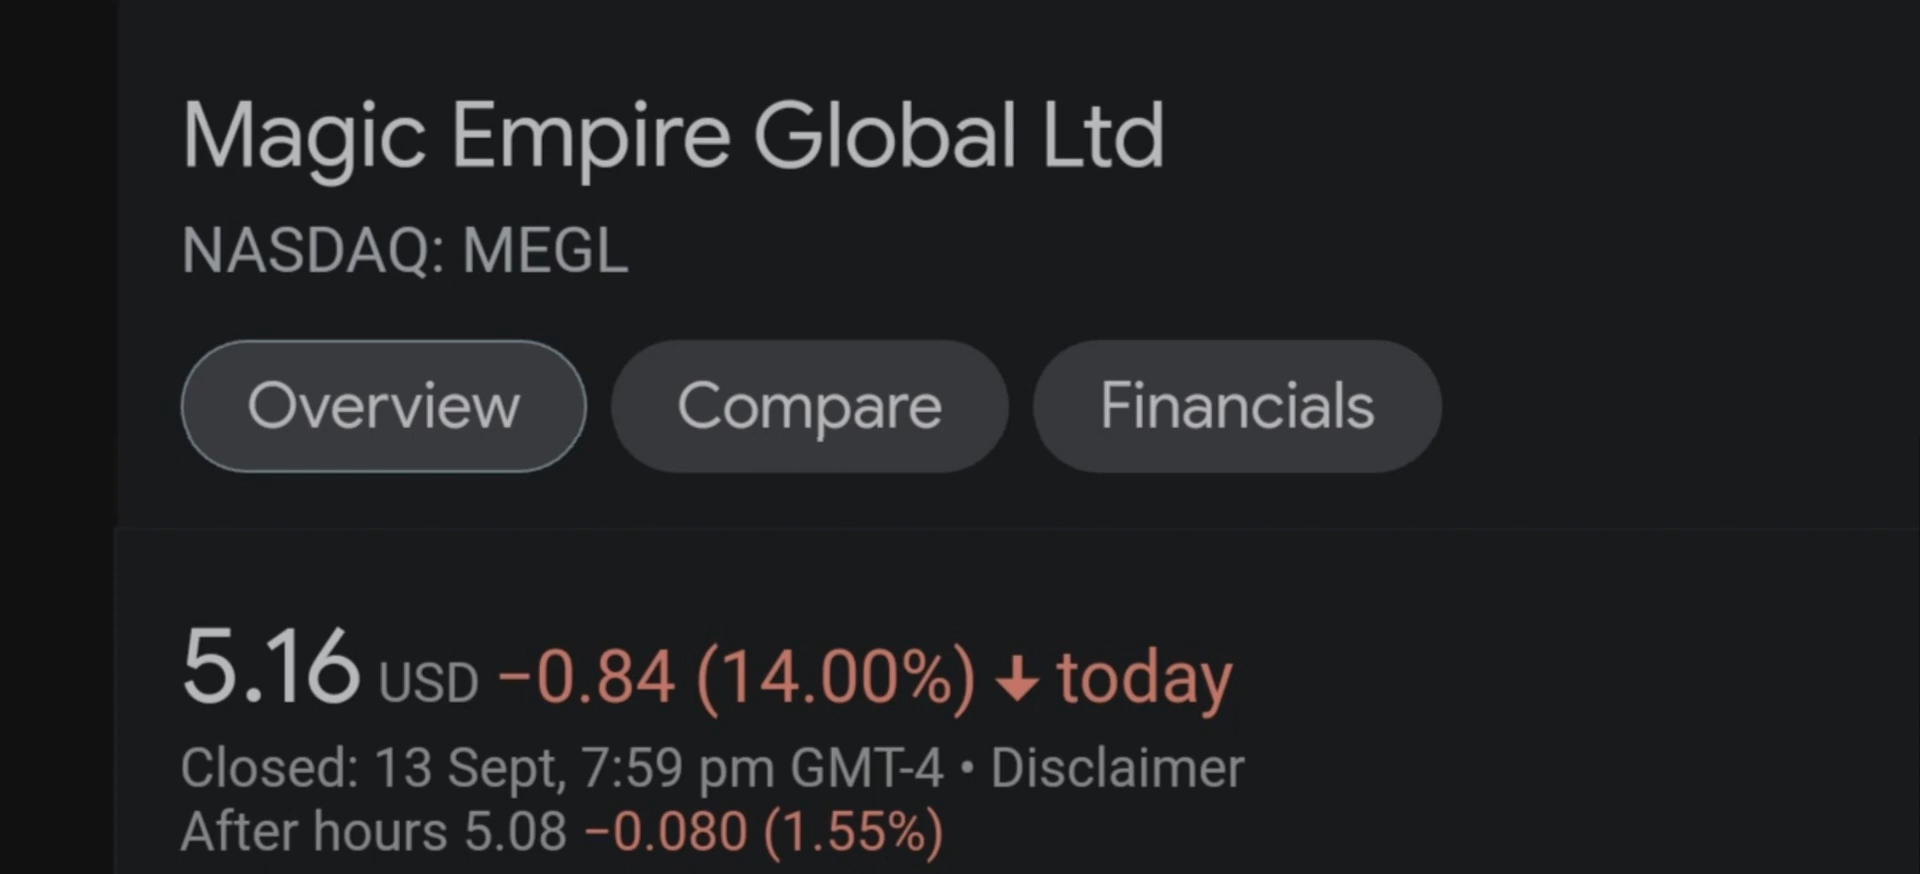 Magic Empire Global Ltd
NASDAQ: MEGL
Overview Compare Financials
5.16 USD −0.84 (14.00%) ↓ today
Closed: 13 Sept, 7:59 pm GMT-4 • Disclaimer
After hours 5.08 −0.080 (1.55%)